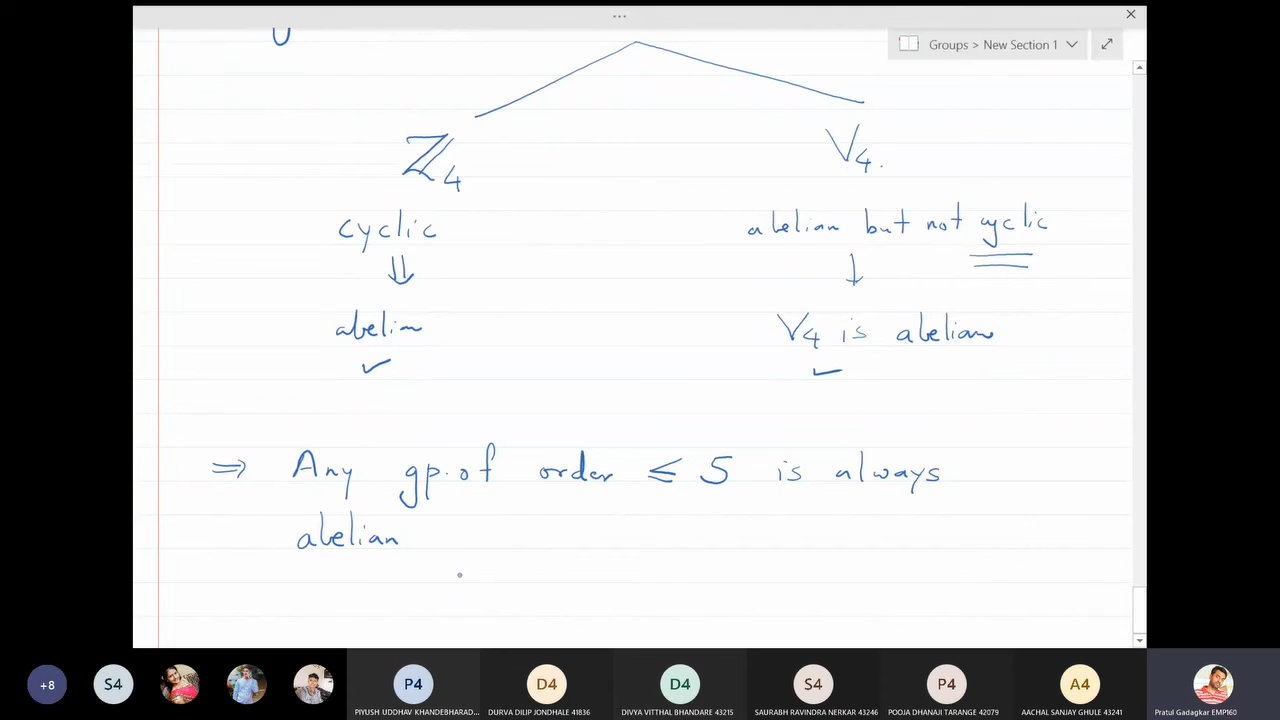 Groups > New Section 1
ℤ4
V4.
cyclic
abelian but not cyclic
⇓
↓
abelian
V4 is abelian
✓
⇒ Any gp. of order ≤ 5 is always
abelian
+8
S4
P4
D4
D4
S4
P4
A4
PIYUSH UDDHAV KHANDEBHARAD...
DURVA DILIP JONDHALE 41836
DIVYA VITTHAL BHANDARE 43215
SAURABH RAVINDRA NERKAR 43246
POOJA DHANAJI TARANGE 42079
AACHAL SANJAY GHULE 43241
Pratul Gadagkar EMP160